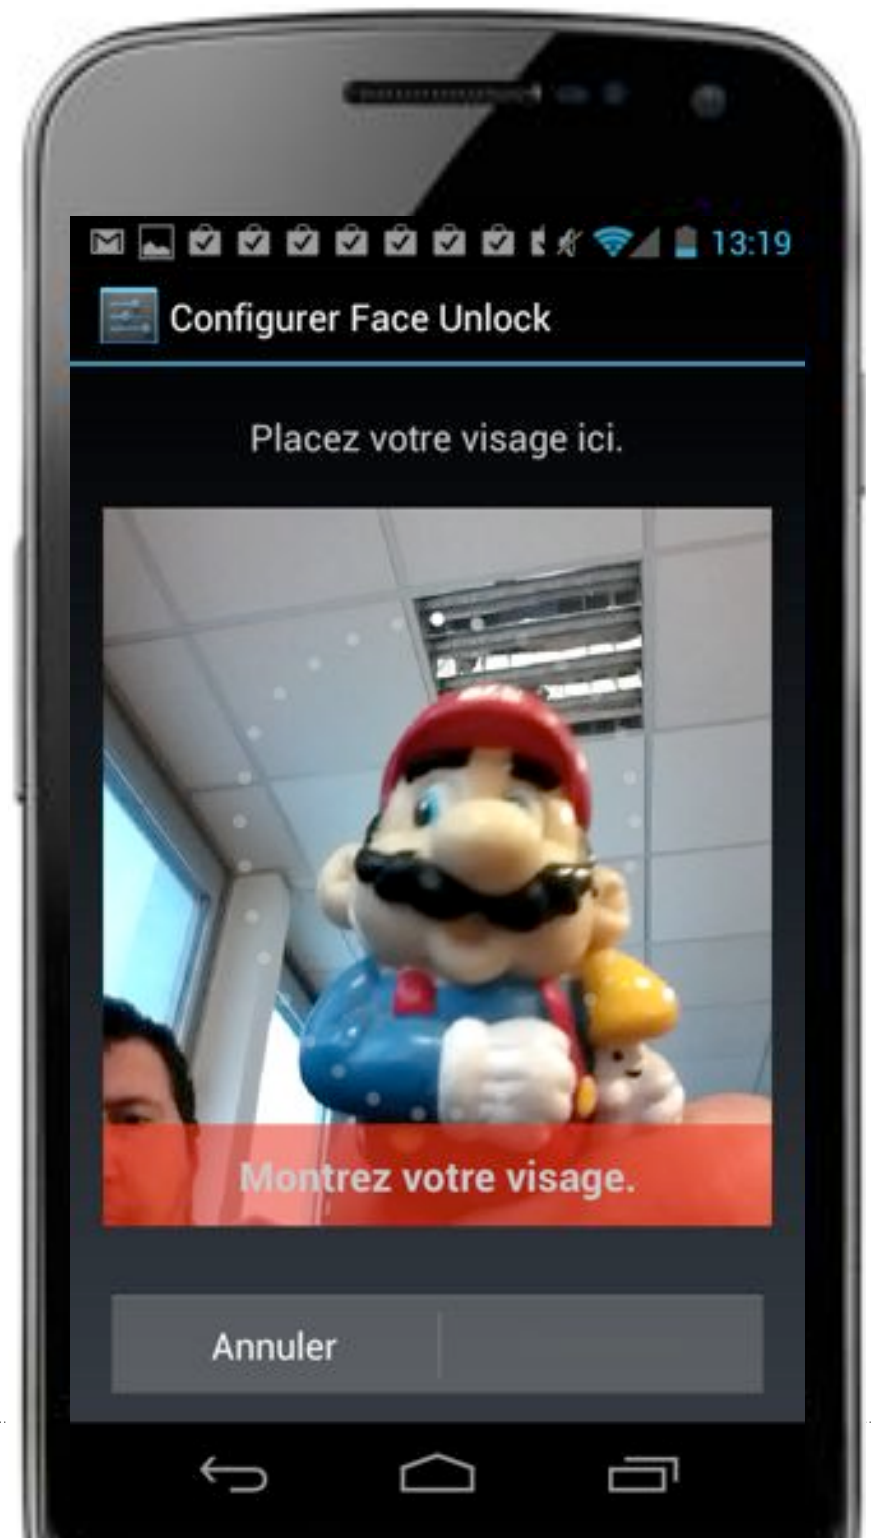 13:19
Configurer Face Unlock
Placez votre visage ici.
Montrez votre visage.
Annuler